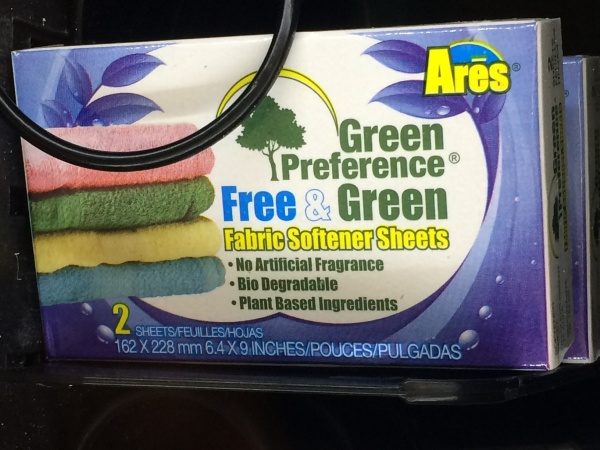 Arēs®
Green
Preference®
Free & Green
Fabric Softener Sheets
• No Artificial Fragrance
• Bio Degradable
• Plant Based Ingredients
2 SHEETS/FEUILLES/HOJAS
162 X 228 mm 6.4 X 9 INCHES/POUCES/PULGADAS